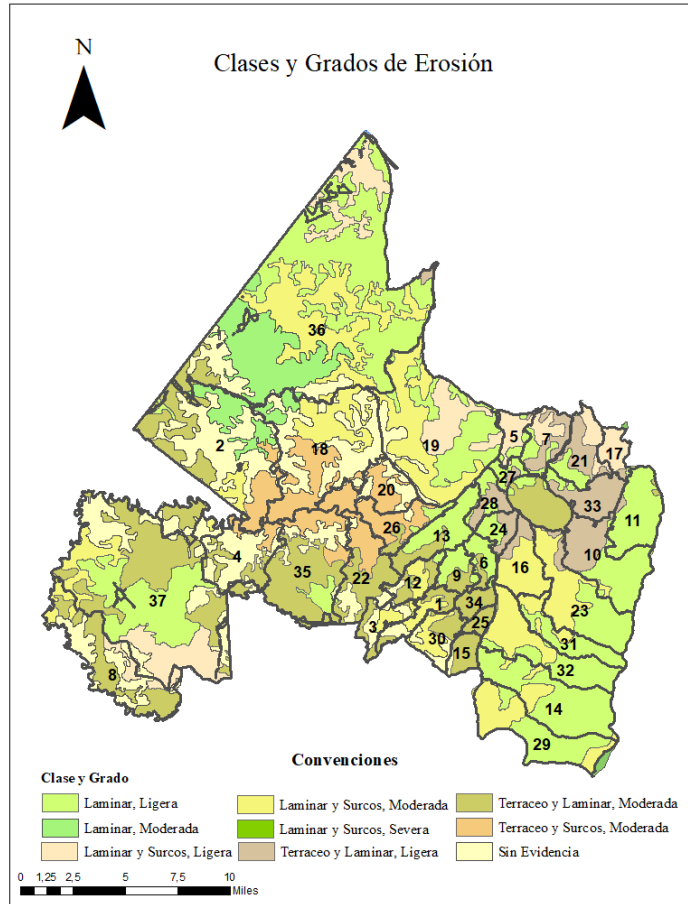 N
Clases y Grados de Erosión
36
2
18
19
5
7
21
17
20
27
28
33
11
26
24
13
10
4
6
16
35
22
9
37
12
1
34
23
3
25
30
31
15
32
8
14
29
Convenciones
Clase y Grado
Laminar, Ligera
Laminar y Surcos, Moderada
Terraceo y Laminar, Moderada
Laminar, Moderada
Laminar y Surcos, Severa
Terraceo y Surcos, Moderada
Laminar y Surcos, Ligera
Terraceo y Laminar, Ligera
Sin Evidencia
0 1,25 2,5 5 7,5 10
Miles